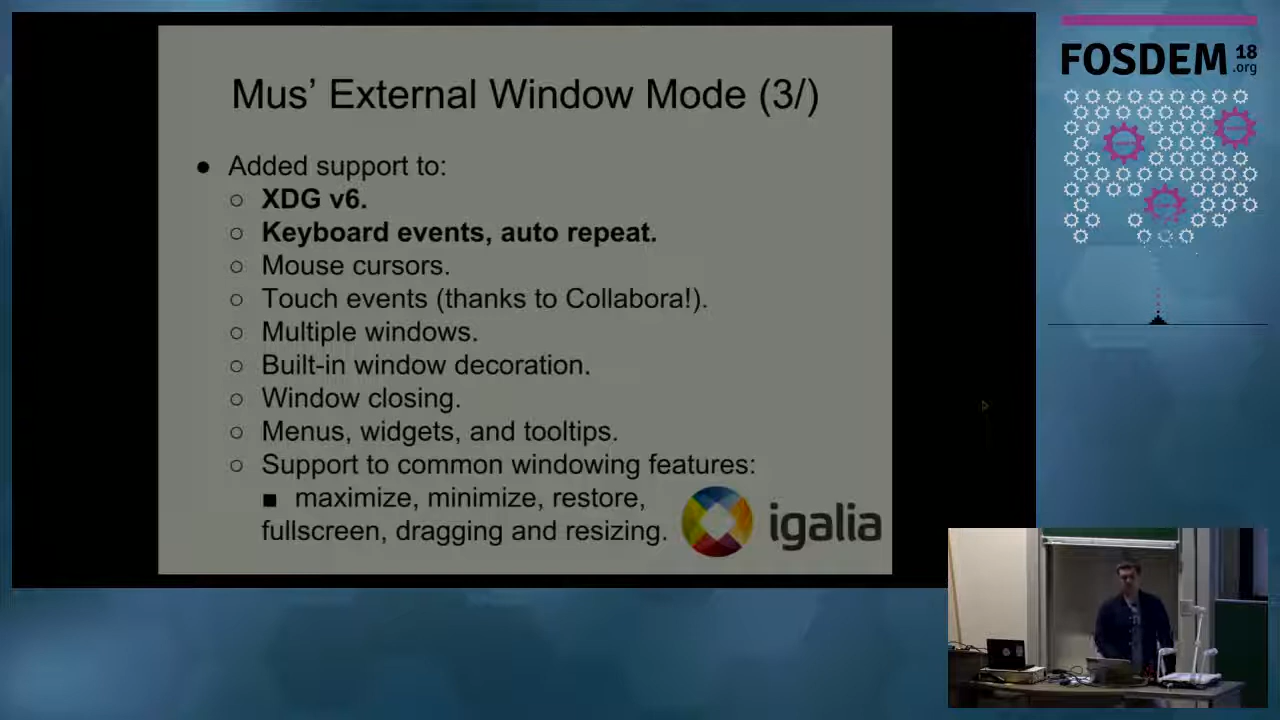 Mus' External Window Mode (3/)
● Added support to:
○ XDG v6.
○ Keyboard events, auto repeat.
○ Mouse cursors.
○ Touch events (thanks to Collabora!).
○ Multiple windows.
○ Built-in window decoration.
○ Window closing.
○ Menus, widgets, and tooltips.
○ Support to common windowing features:
■ maximize, minimize, restore,
fullscreen, dragging and resizing.
igalia
FOSDEM 18
.org